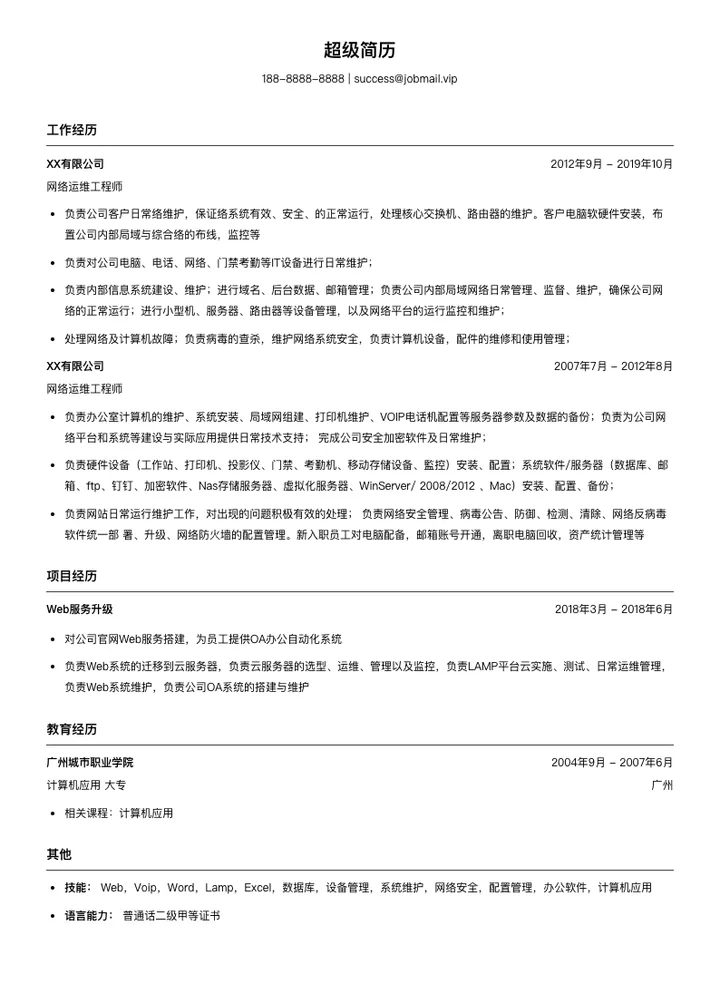 超级简历
188-8888-8888 | success@jobmail.vip
工作经历
XX有限公司 2012年9月 – 2019年10月
网络运维工程师
• 负责公司客户日常络维护，保证络系统有效、安全、的正常运行，处理核心交换机、路由器的维护。客户电脑软硬件安装，布
置公司内部局域与综合络的布线，监控等
• 负责对公司电脑、电话、网络、门禁考勤等IT设备进行日常维护；
• 负责内部信息系统建设、维护；进行域名、后台数据、邮箱管理；负责公司内部局域网络日常管理、监督、维护，确保公司网
络的正常运行；进行小型机、服务器、路由器等设备管理，以及网络平台的运行监控和维护；
• 处理网络及计算机故障；负责病毒的查杀，维护网络系统安全，负责计算机设备，配件的维修和使用管理；
XX有限公司 2007年7月 – 2012年8月
网络运维工程师
• 负责办公室计算机的维护、系统安装、局域网组建、打印机维护、VOIP电话机配置等服务器参数及数据的备份；负责为公司网
络平台和系统等建设与实际应用提供日常技术支持； 完成公司安全加密软件及日常维护；
• 负责硬件设备（工作站、打印机、投影仪、门禁、考勤机、移动存储设备、监控）安装、配置；系统软件/服务器（数据库、邮
箱、ftp、钉钉、加密软件、Nas存储服务器、虚拟化服务器、WinServer/ 2008/2012 、Mac）安装、配置、备份；
• 负责网站日常运行维护工作，对出现的问题积极有效的处理； 负责网络安全管理、病毒公告、防御、检测、清除、网络反病毒
软件统一部 署、升级、网络防火墙的配置管理。新入职员工对电脑配备，邮箱账号开通，离职电脑回收，资产统计管理等
项目经历
Web服务升级 2018年3月 – 2018年6月
• 对公司官网Web服务搭建，为员工提供OA办公自动化系统
• 负责Web系统的迁移到云服务器，负责云服务器的选型、运维、管理以及监控，负责LAMP平台云实施、测试、日常运维管理，
负责Web系统维护，负责公司OA系统的搭建与维护
教育经历
广州城市职业学院 2004年9月 – 2007年6月
计算机应用 大专 广州
• 相关课程：计算机应用
其他
• 技能： Web，Voip，Word，Lamp，Excel，数据库，设备管理，系统维护，网络安全，配置管理，办公软件，计算机应用
• 语言能力： 普通话二级甲等证书